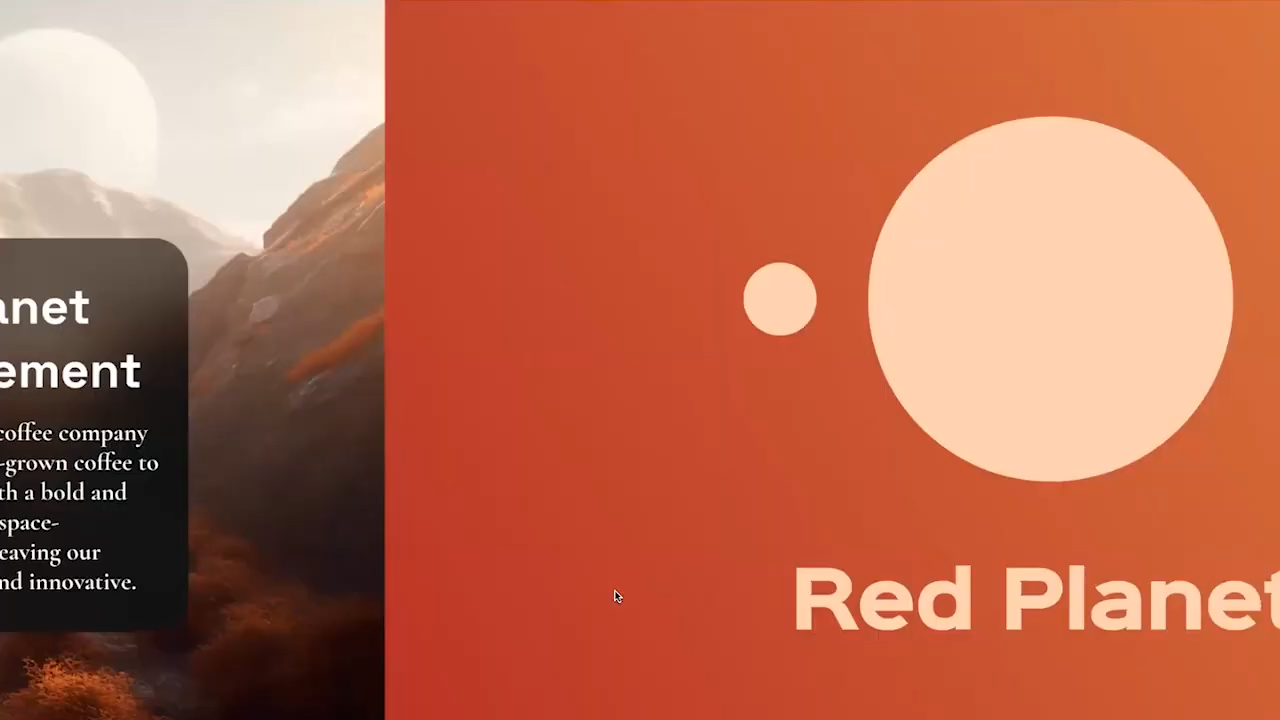 anet
ement
coffee company
-grown coffee to
th a bold and
space-
eaving our
nd innovative.
Red Planet